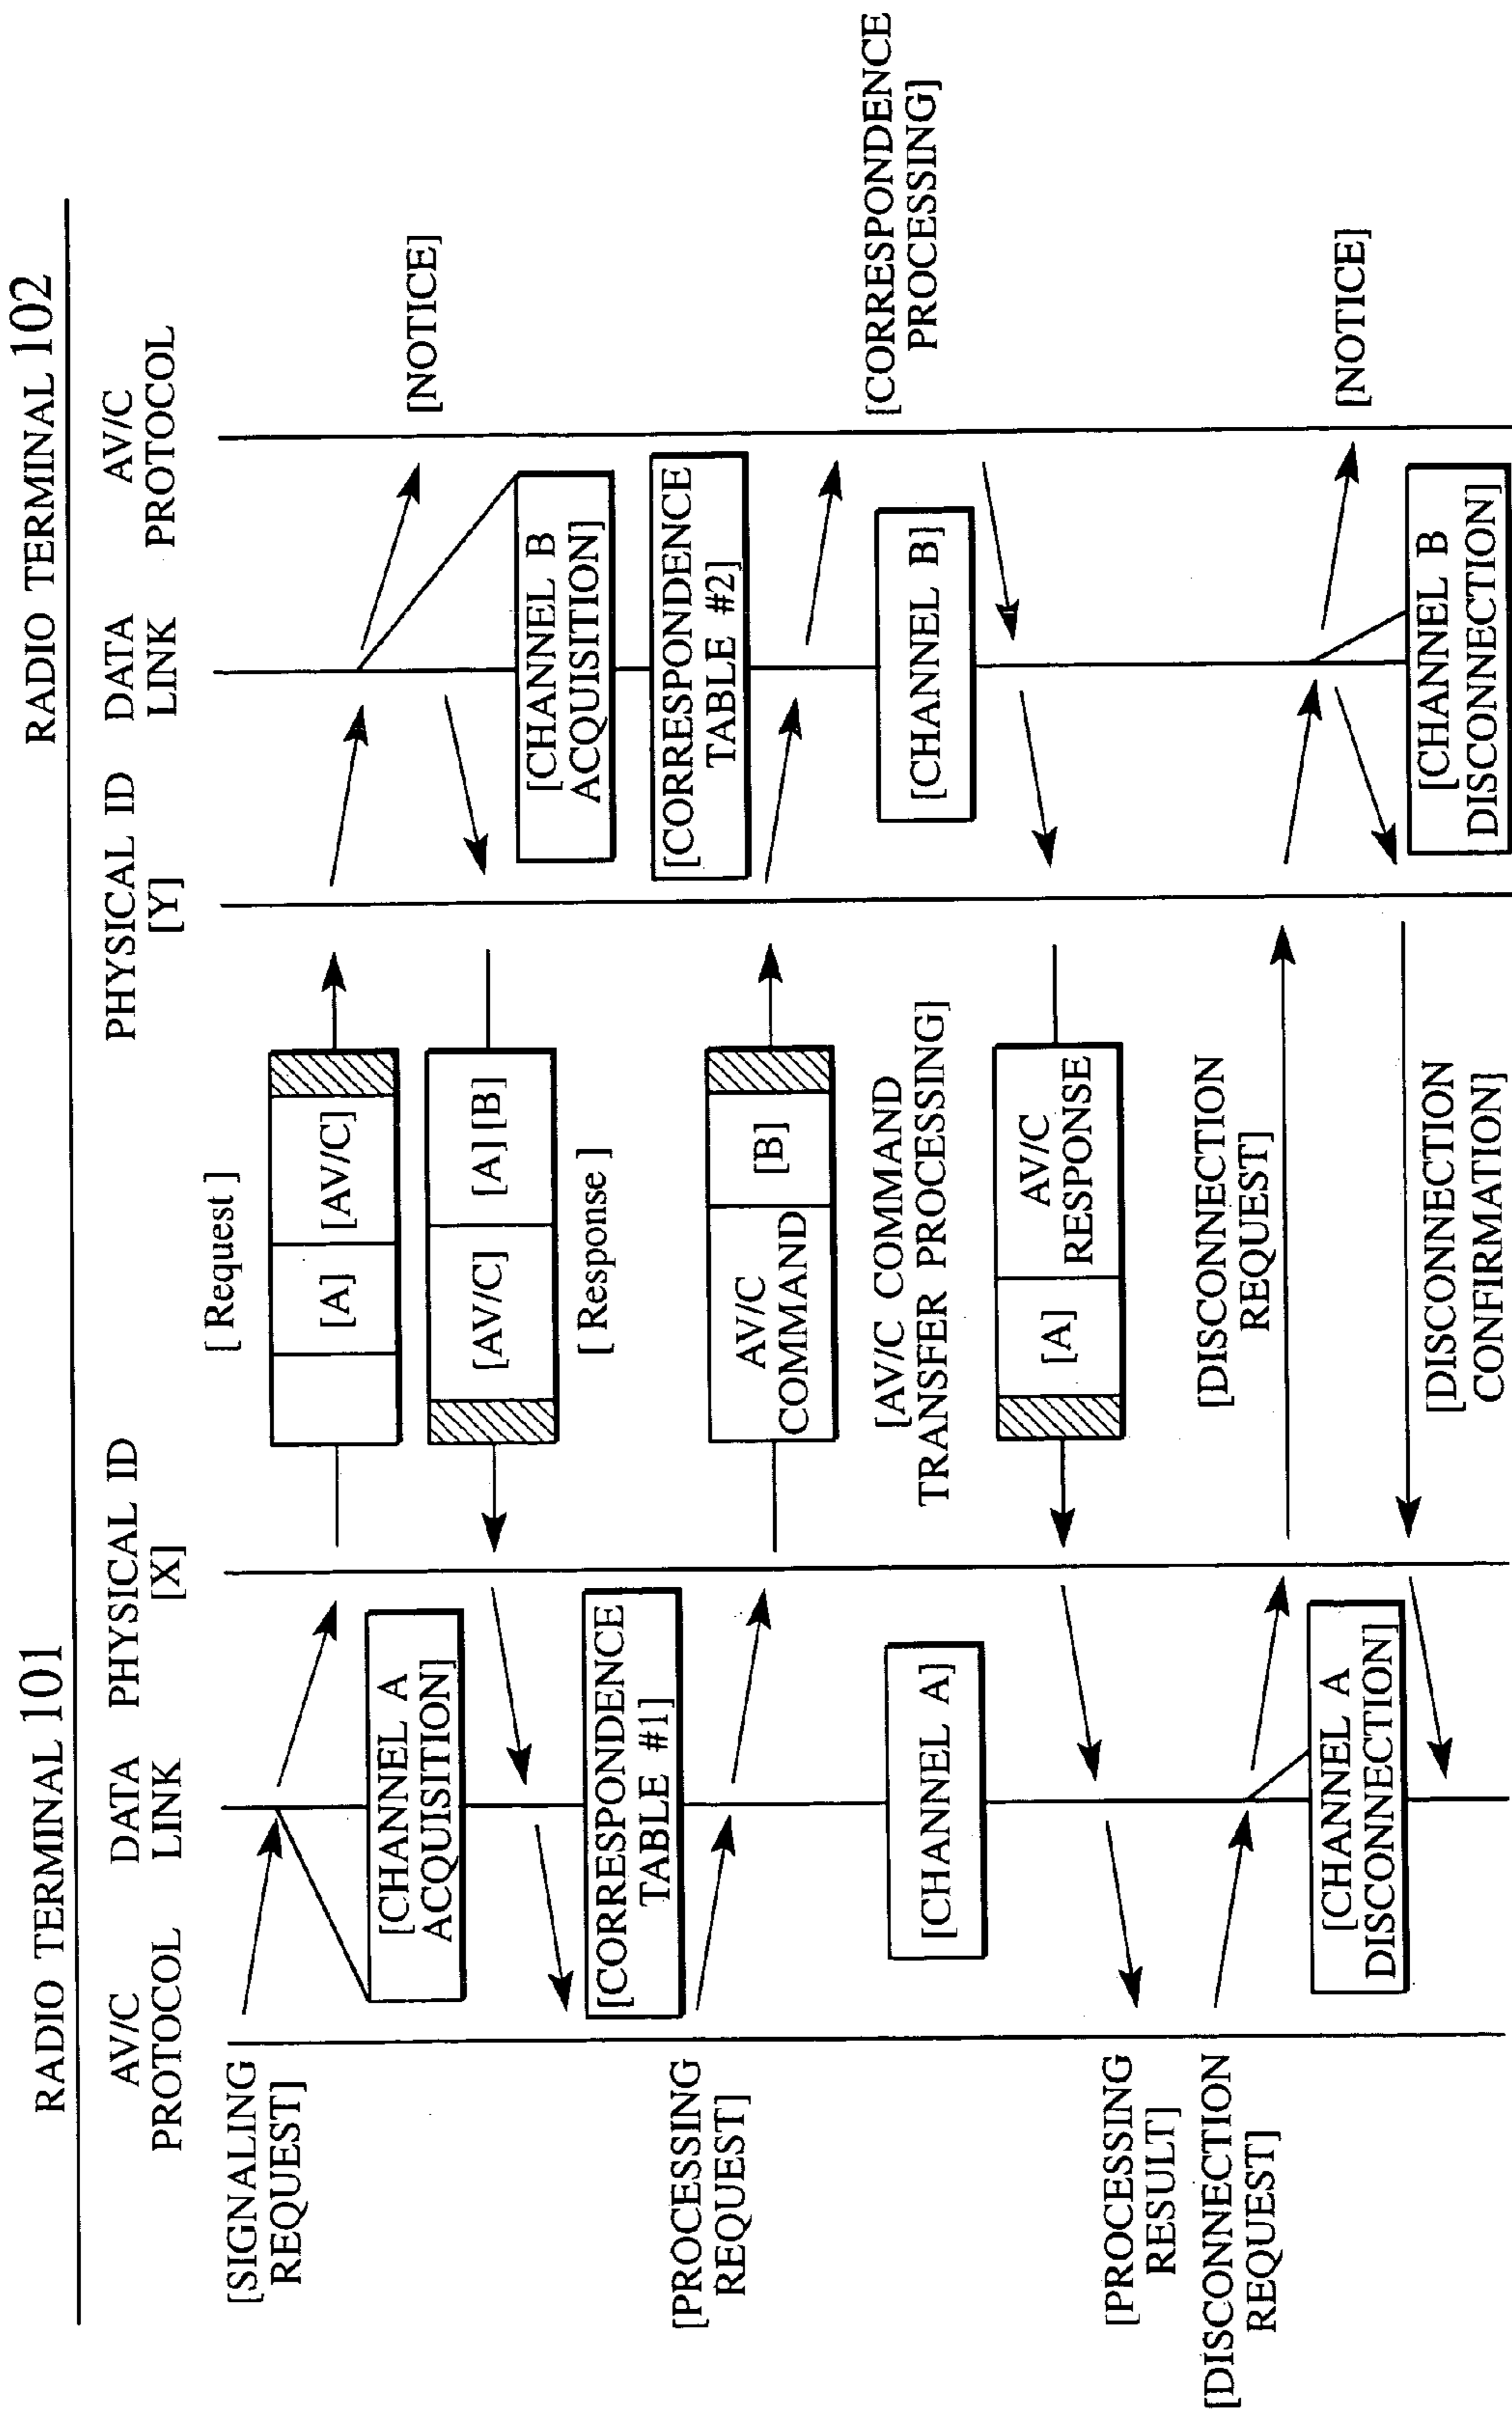 RADIO TERMINAL 101
RADIO TERMINAL 102
AV/C
PROTOCOL
DATA
LINK
PHYSICAL ID
[X]
PHYSICAL ID
[Y]
DATA
LINK
AV/C
PROTOCOL
[SIGNALING
REQUEST]
[CHANNEL A
ACQUISITION]
[ Request ]
[A]
[AV/C]
[NOTICE]
[AV/C]
[A] [B]
[ Response ]
[CHANNEL B
ACQUISITION]
[CORRESPONDENCE
TABLE #1]
[CORRESPONDENCE
TABLE #2]
[PROCESSING
REQUEST]
AV/C
COMMAND
[B]
[AV/C COMMAND
TRANSFER PROCESSING]
[CHANNEL A]
[CHANNEL B]
[CORRESPONDENCE
PROCESSING]
[A]
AV/C
RESPONSE
[PROCESSING
RESULT]
[DISCONNECTION
REQUEST]
[DISCONNECTION
REQUEST]
[NOTICE]
[CHANNEL A
DISCONNECTION]
[DISCONNECTION
CONFIRMATION]
[CHANNEL B
DISCONNECTION]